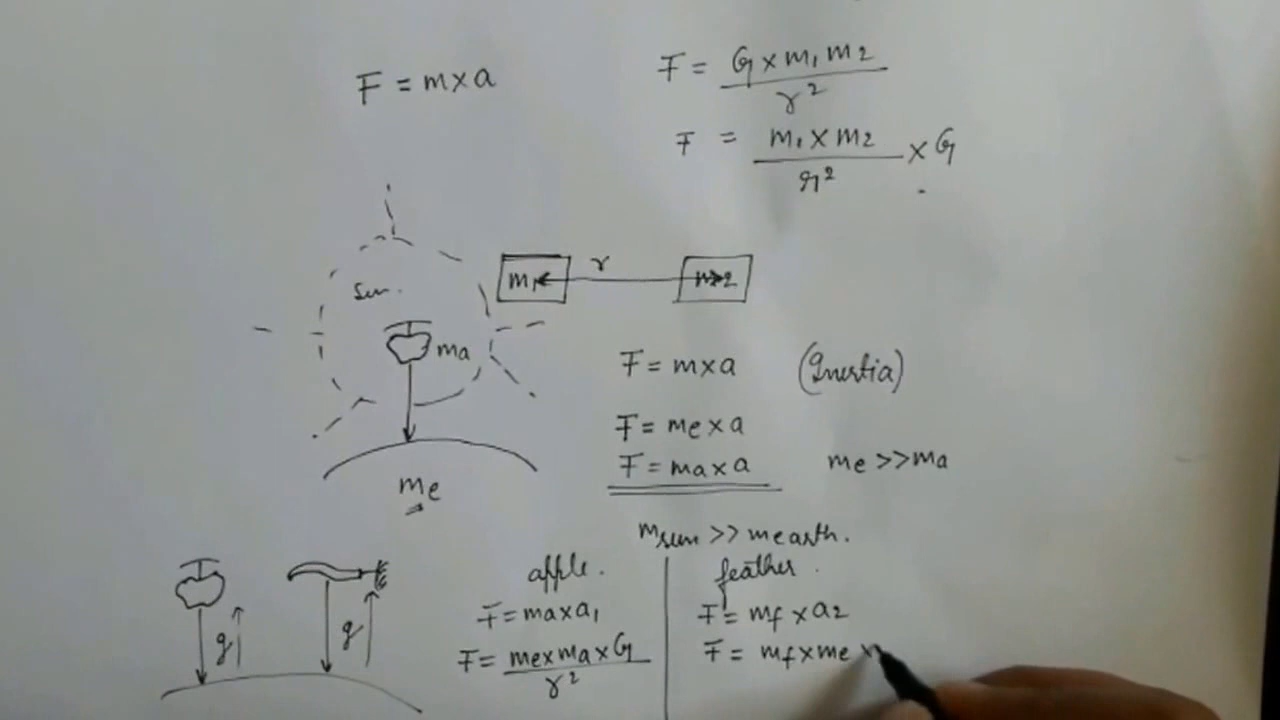 F = m×a
F = G×m₁m₂
r²
F = m₁×m₂ × G
r²
Sun.
m₁
r
m2
ma
F = m×a (Inertia)
F = me×a
F = ma×a me >> ma
me
msun >> mearth.
apple.
F = ma×a₁
F = me×ma×G
r²
feather.
F = mf×a2
F = mf×me ×
g
g